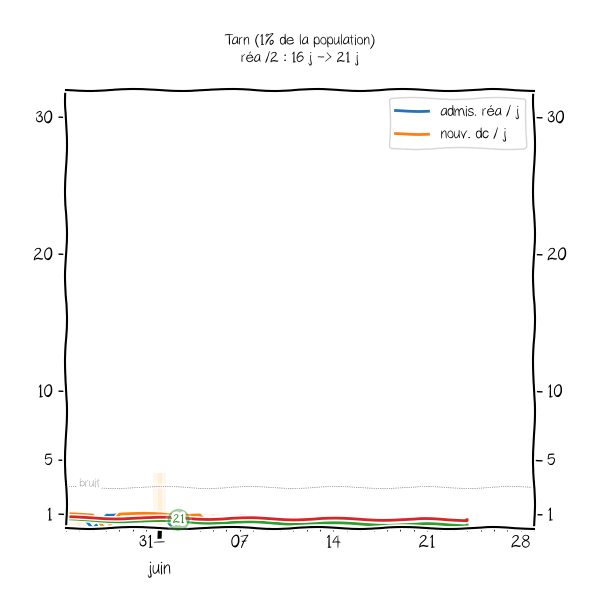 Tarn (1% de la population)
réa /2 : 16 j -> 21 j
admis. réa / j
nouv. dc / j
30
30
20
20
10
10
5
5
bruit
1
1
21
31
07
14
21
28
juin